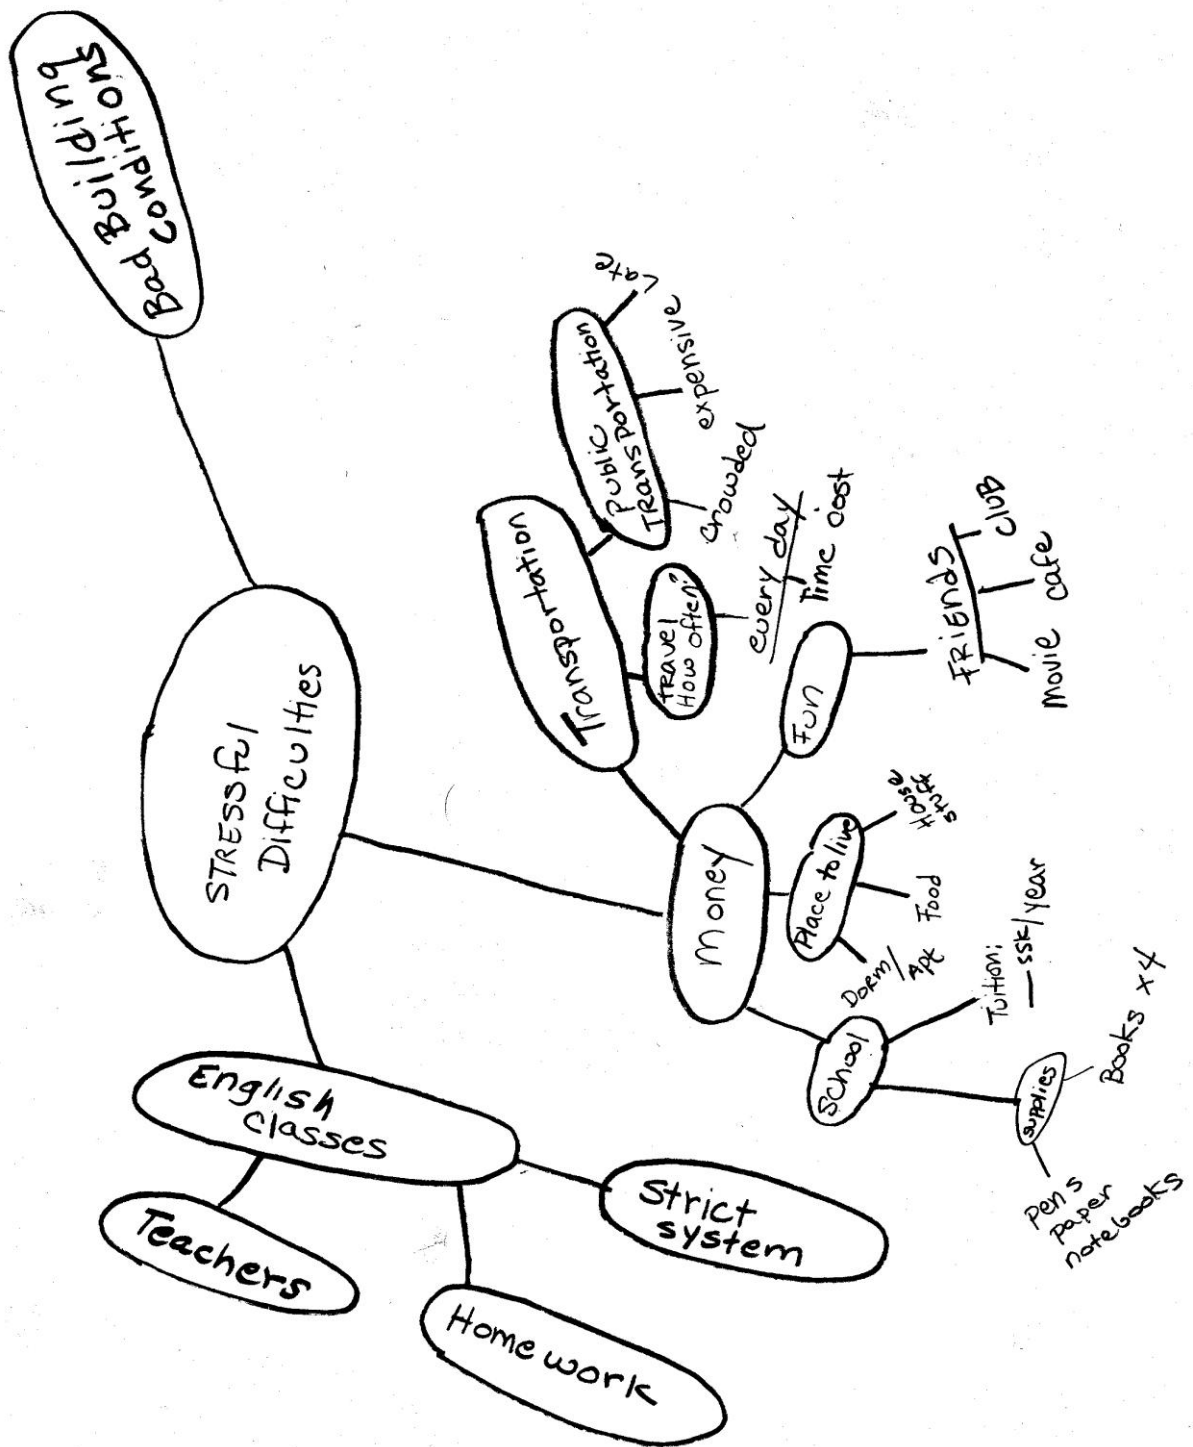 STRESSful
Difficulties
Bad Building
Conditions
English
classes
Teachers
Homework
Strict
system
Money
Transportation
Public
Transportation
Late
expensive
Crowded
travel
How often?
every day
Time cost
Fun
FRiENds
CLUB
cafe
movie
Place to live
House
stuff
Food
Dorm/
Apt
School
Tuition:
— 55K/year
supplies
Books x4
pens
paper
notebooks